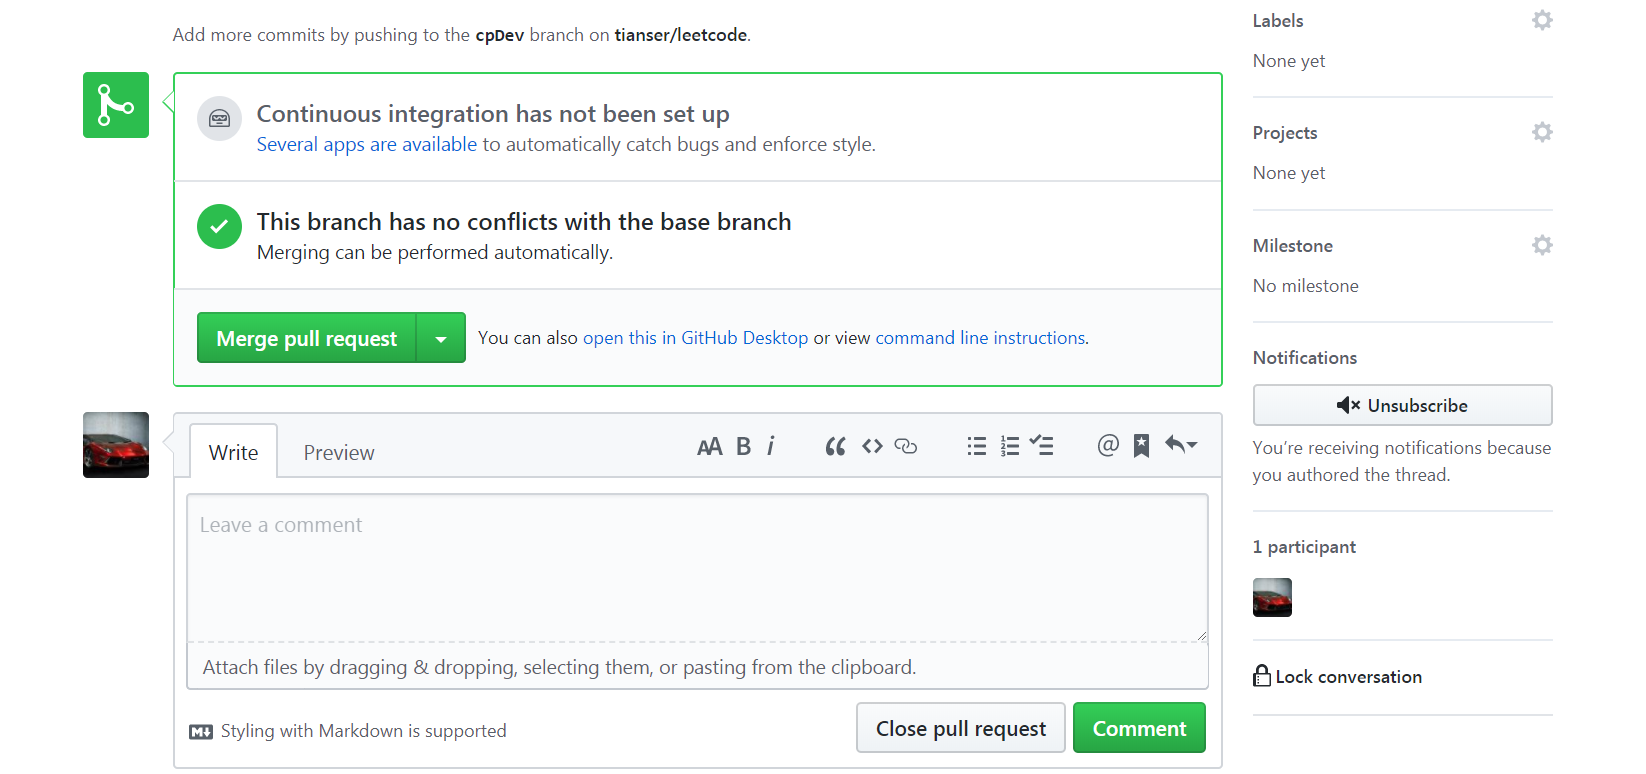 Add more commits by pushing to the cpDev branch on tianser/leetcode.
Continuous integration has not been set up
Several apps are available to automatically catch bugs and enforce style.
This branch has no conflicts with the base branch
Merging can be performed automatically.
Merge pull request
You can also open this in GitHub Desktop or view command line instructions.
Write
Preview
Leave a comment
Attach files by dragging & dropping, selecting them, or pasting from the clipboard.
Styling with Markdown is supported
Close pull request
Comment
Labels
None yet
Projects
None yet
Milestone
No milestone
Notifications
Unsubscribe
You’re receiving notifications because
you authored the thread.
1 participant
Lock conversation